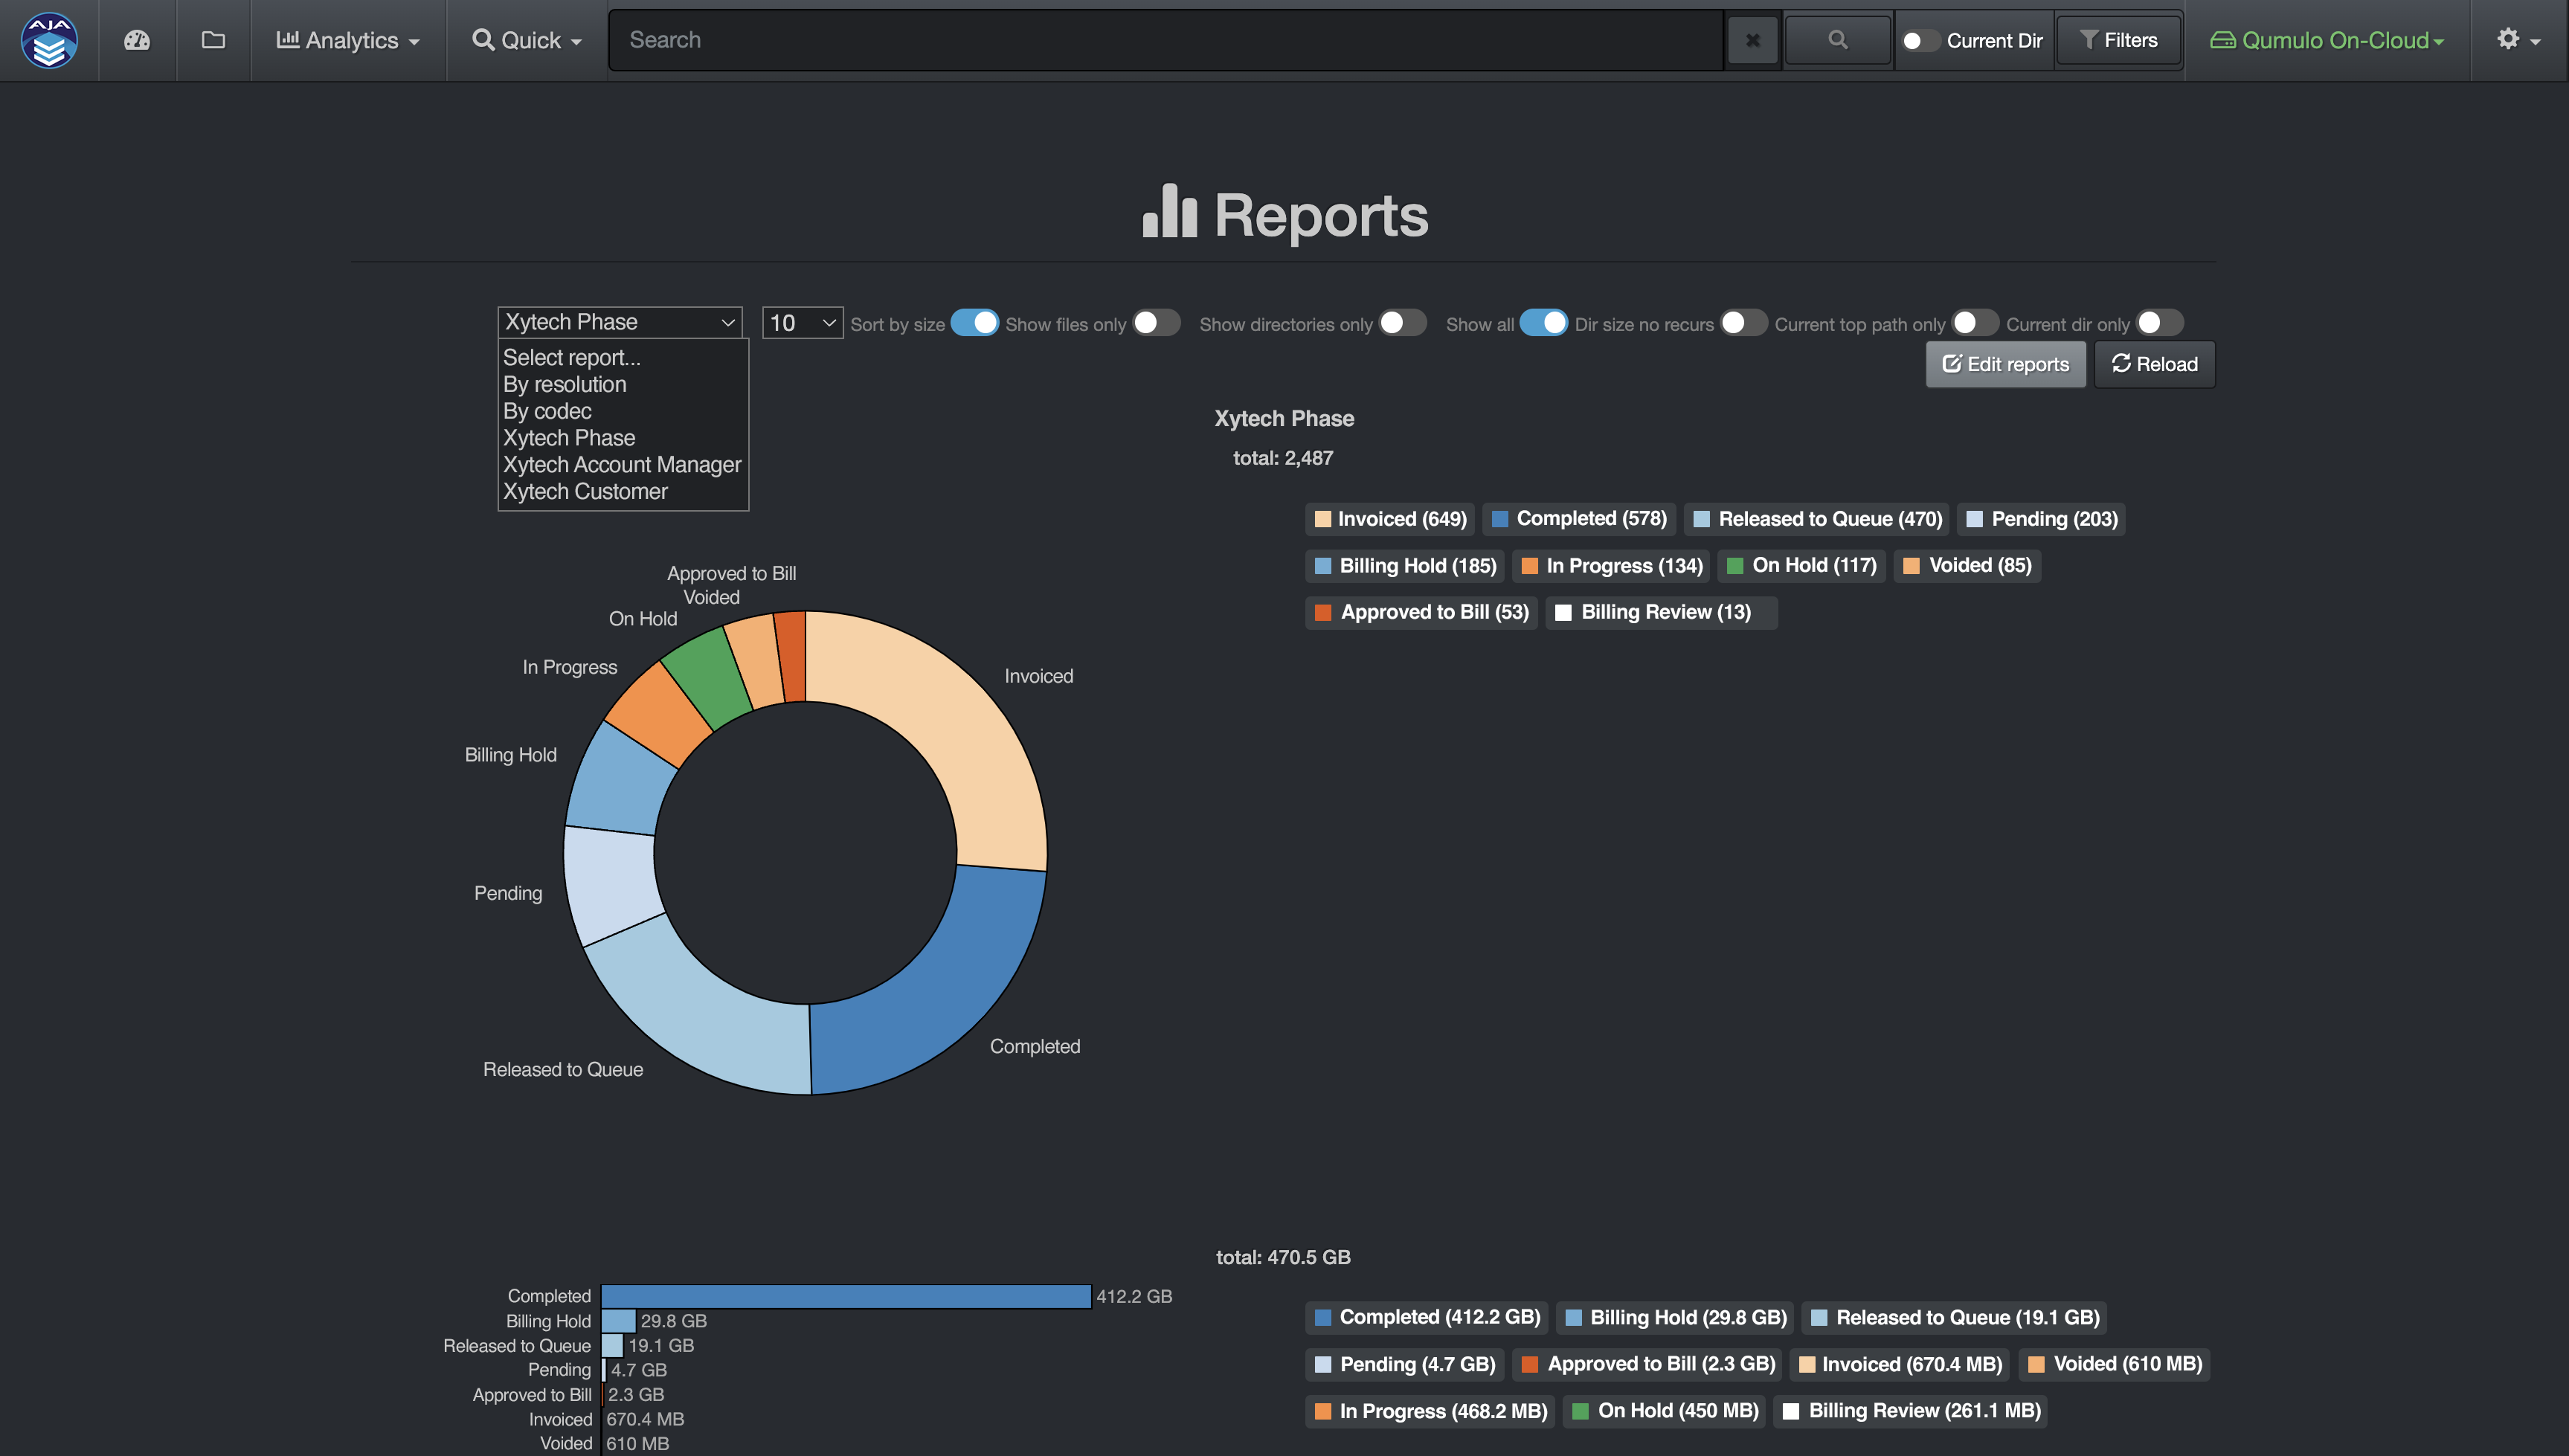 AJA
Analytics
Quick
Search
Current Dir
Filters
Qumulo On-Cloud
Reports
Xytech Phase
10
Sort by size
Show files only
Show directories only
Show all
Dir size no recurs
Current top path only
Current dir only
Select report...
By resolution
By codec
Xytech Phase
Xytech Account Manager
Xytech Customer
Edit reports
Reload
Xytech Phase
total: 2,487
Invoiced (649)
Completed (578)
Released to Queue (470)
Pending (203)
Billing Hold (185)
In Progress (134)
On Hold (117)
Voided (85)
Approved to Bill (53)
Billing Review (13)
Approved to Bill
Voided
On Hold
In Progress
Invoiced
Billing Hold
Pending
Completed
Released to Queue
total: 470.5 GB
Completed 412.2 GB
Billing Hold 29.8 GB
Released to Queue 19.1 GB
Pending 4.7 GB
Approved to Bill 2.3 GB
Invoiced 670.4 MB
Voided 610 MB
Completed (412.2 GB)
Billing Hold (29.8 GB)
Released to Queue (19.1 GB)
Pending (4.7 GB)
Approved to Bill (2.3 GB)
Invoiced (670.4 MB)
Voided (610 MB)
In Progress (468.2 MB)
On Hold (450 MB)
Billing Review (261.1 MB)